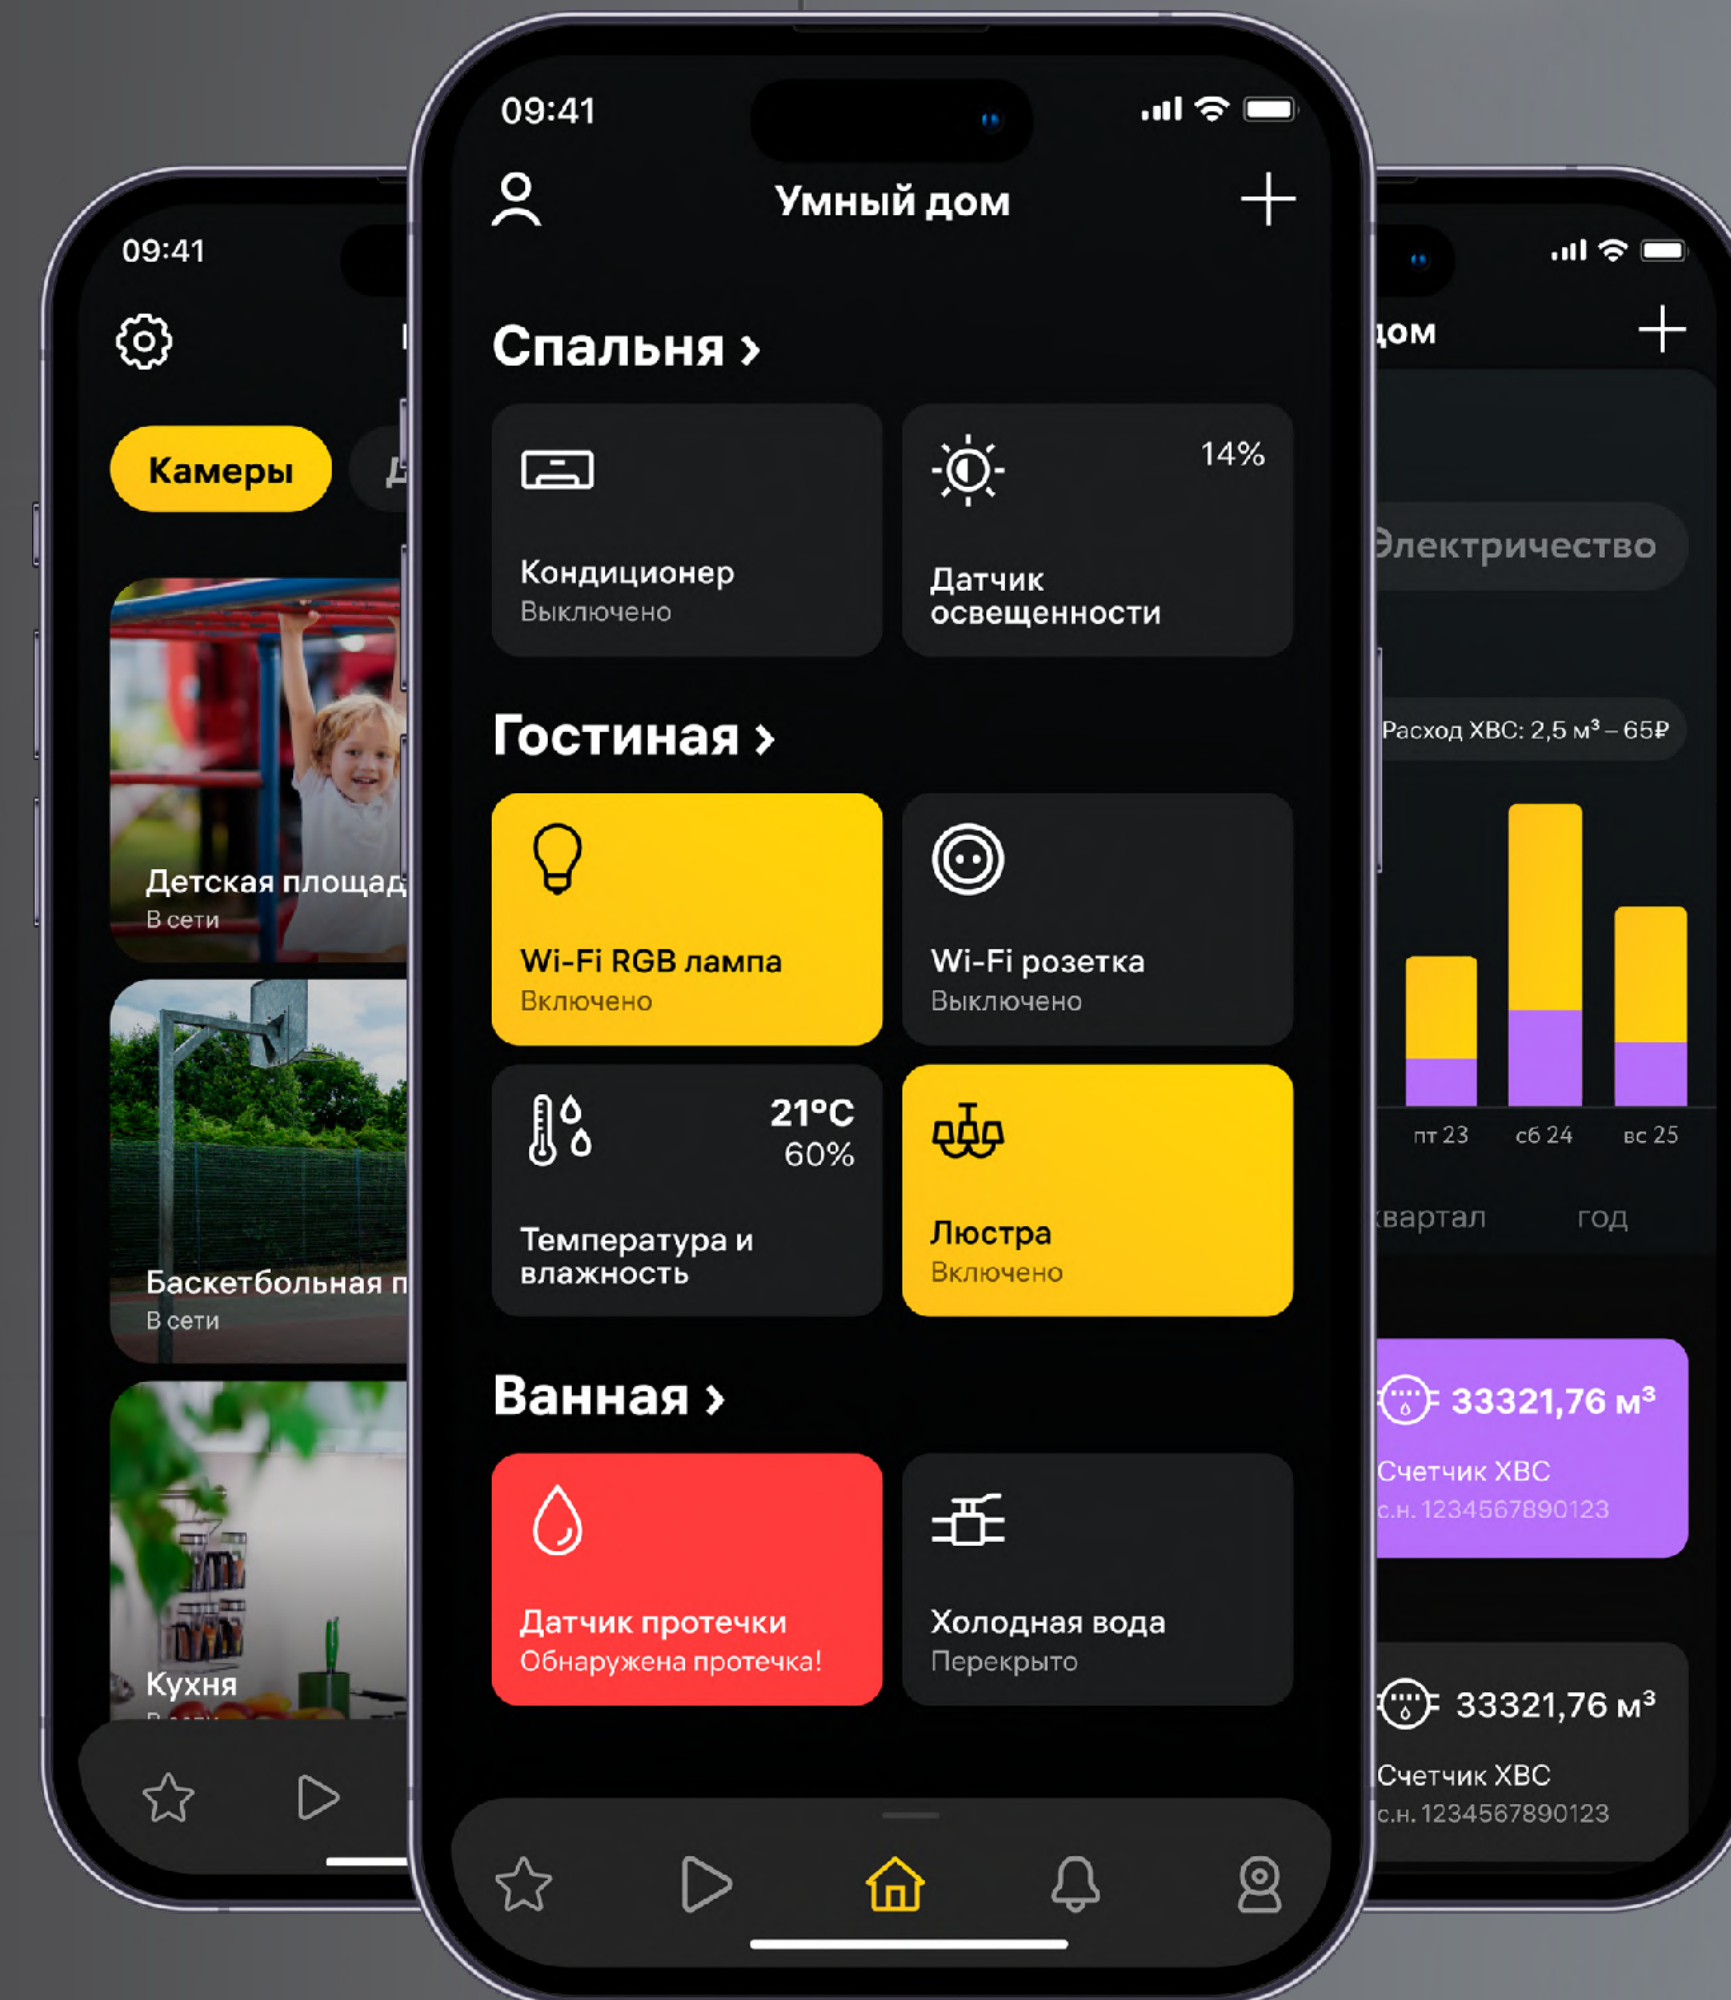 09:41
Камеры
Детская площад
В сети
Баскетбольная п
В сети
Кухня
09:41
Умный дом
Спальня
Кондиционер
Выключено
14%
Датчик
освещенности
Гостиная
Wi-Fi RGB лампа
Включено
Wi-Fi розетка
Выключено
21°C
60%
Температура и
влажность
Люстра
Включено
Ванная
Датчик протечки
Обнаружена протечка!
Холодная вода
Перекрыто
дом
Электричество
Расход ХВС: 2,5 м³ – 65₽
пт 23 сб 24 вс 25
квартал год
33321,76 м³
Счетчик ХВС
с.н. 1234567890123
33321,76 м³
Счетчик ХВС
с.н. 1234567890123